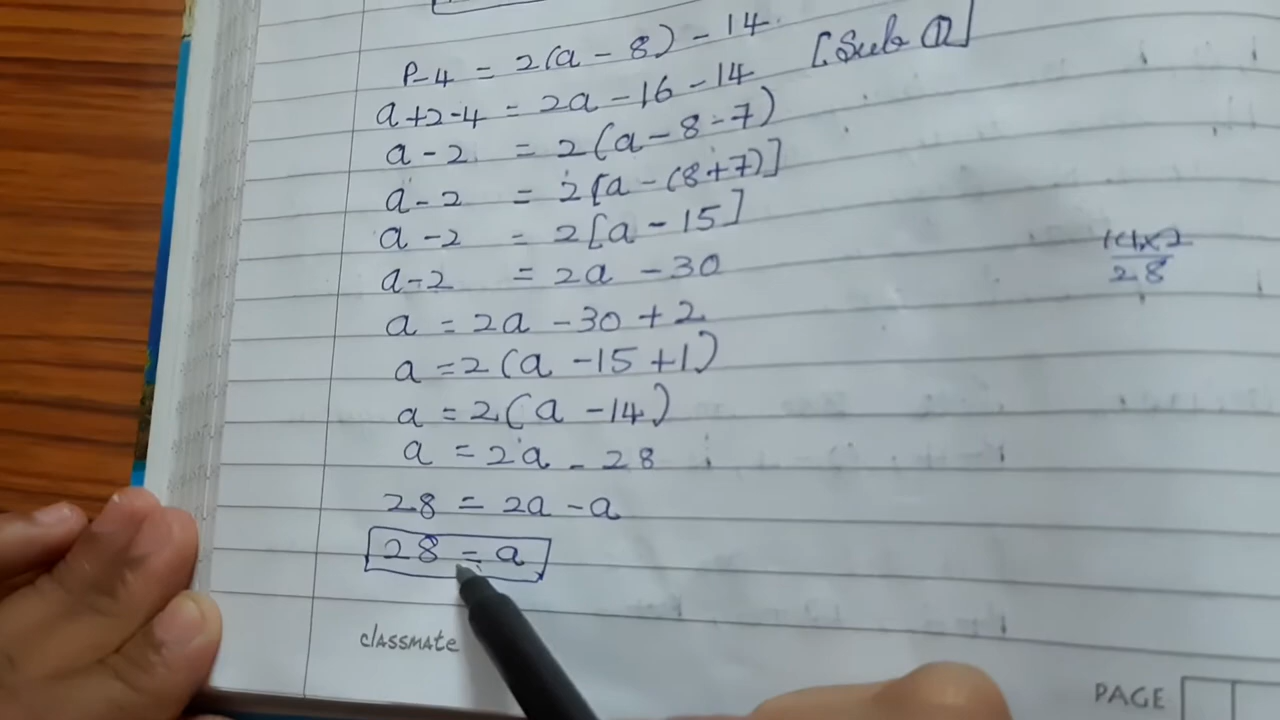 P-4 = 2(a - 8) - 14 [Sub ①]
a+2-4 = 2a - 16 - 14
a - 2 = 2(a - 8 - 7)
a - 2 = 2[a - (8+7)]
a - 2 = 2[a - 15]
a - 2 = 2a - 30
a = 2a - 30 + 2
a = 2(a - 15 + 1)
a = 2(a - 14)
a = 2a - 28
28 = 2a - a
28 = a
14x2
28
classmate
PAGE